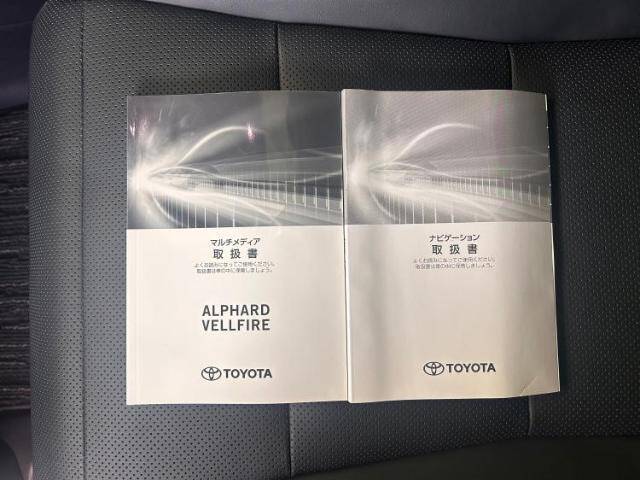 マルチメディア
取扱書
よくお読みになってご使用ください。
取扱書は車の中に保管しましょう。
ALPHARD
VELLFIRE
TOYOTA
ナビゲーション
取扱書
よくお読みになってご使用ください。
取扱書は車の中に保管しましょう。
TOYOTA